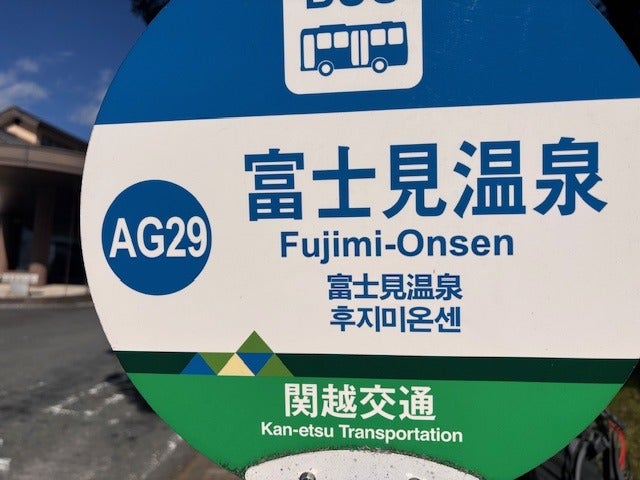 BUS
富士見温泉
AG29
Fujimi-Onsen
富士見温泉
후지미온센
関越交通
Kan-etsu Transportation